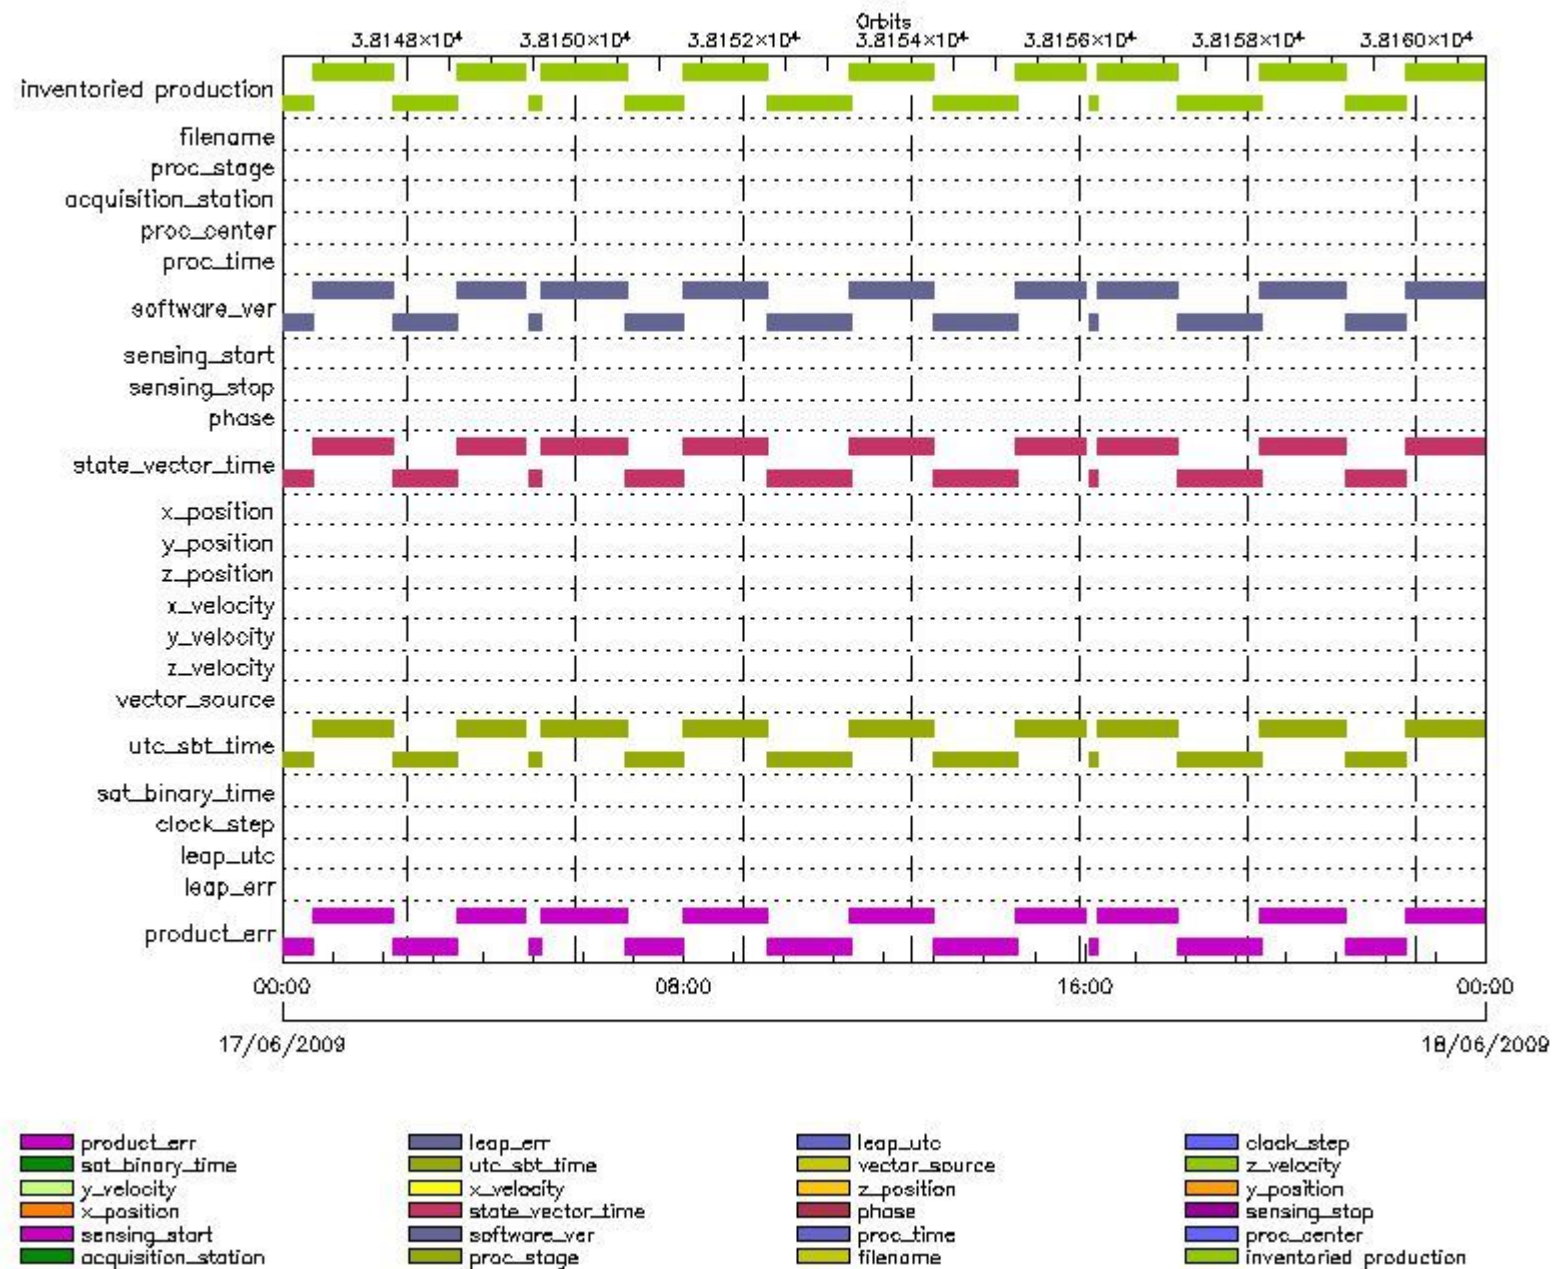 Orbits
3.8148×10⁴ 3.8150×10⁴ 3.8152×10⁴ 3.8154×10⁴ 3.8156×10⁴ 3.8158×10⁴ 3.8160×10⁴
inventoried production
filename
proc_stage
acquisition_station
proc_center
proc_time
software_ver
sensing_start
sensing_stop
phase
state_vector_time
x_position
y_position
z_position
x_velocity
y_velocity
z_velocity
vector_source
utc_sbt_time
sat_binary_time
clock_step
leap_utc
leap_err
product_err
00:00 08:00 16:00 00:00
17/06/2009 18/06/2009
product_err leap_err leap_utc clock_step
sat_binary_time utc_sbt_time vector_source z_velocity
y_velocity x_velocity z_position y_position
x_position state_vector_time phase sensing_stop
sensing_start software_ver proc_time proc_center
acquisition_station proc_stage filename inventoried production